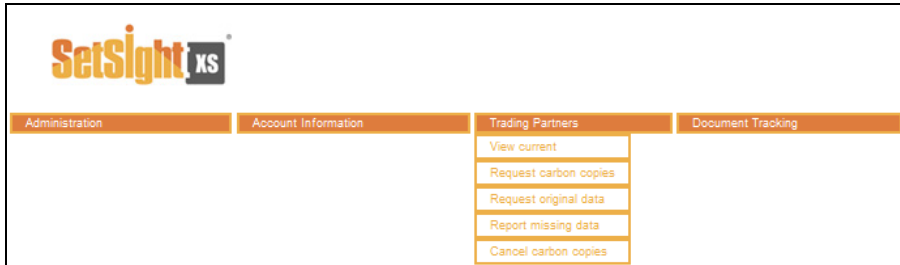 SetSight XS
Administration Account Information Trading Partners Document Tracking
View current
Request carbon copies
Request original data
Report missing data
Cancel carbon copies